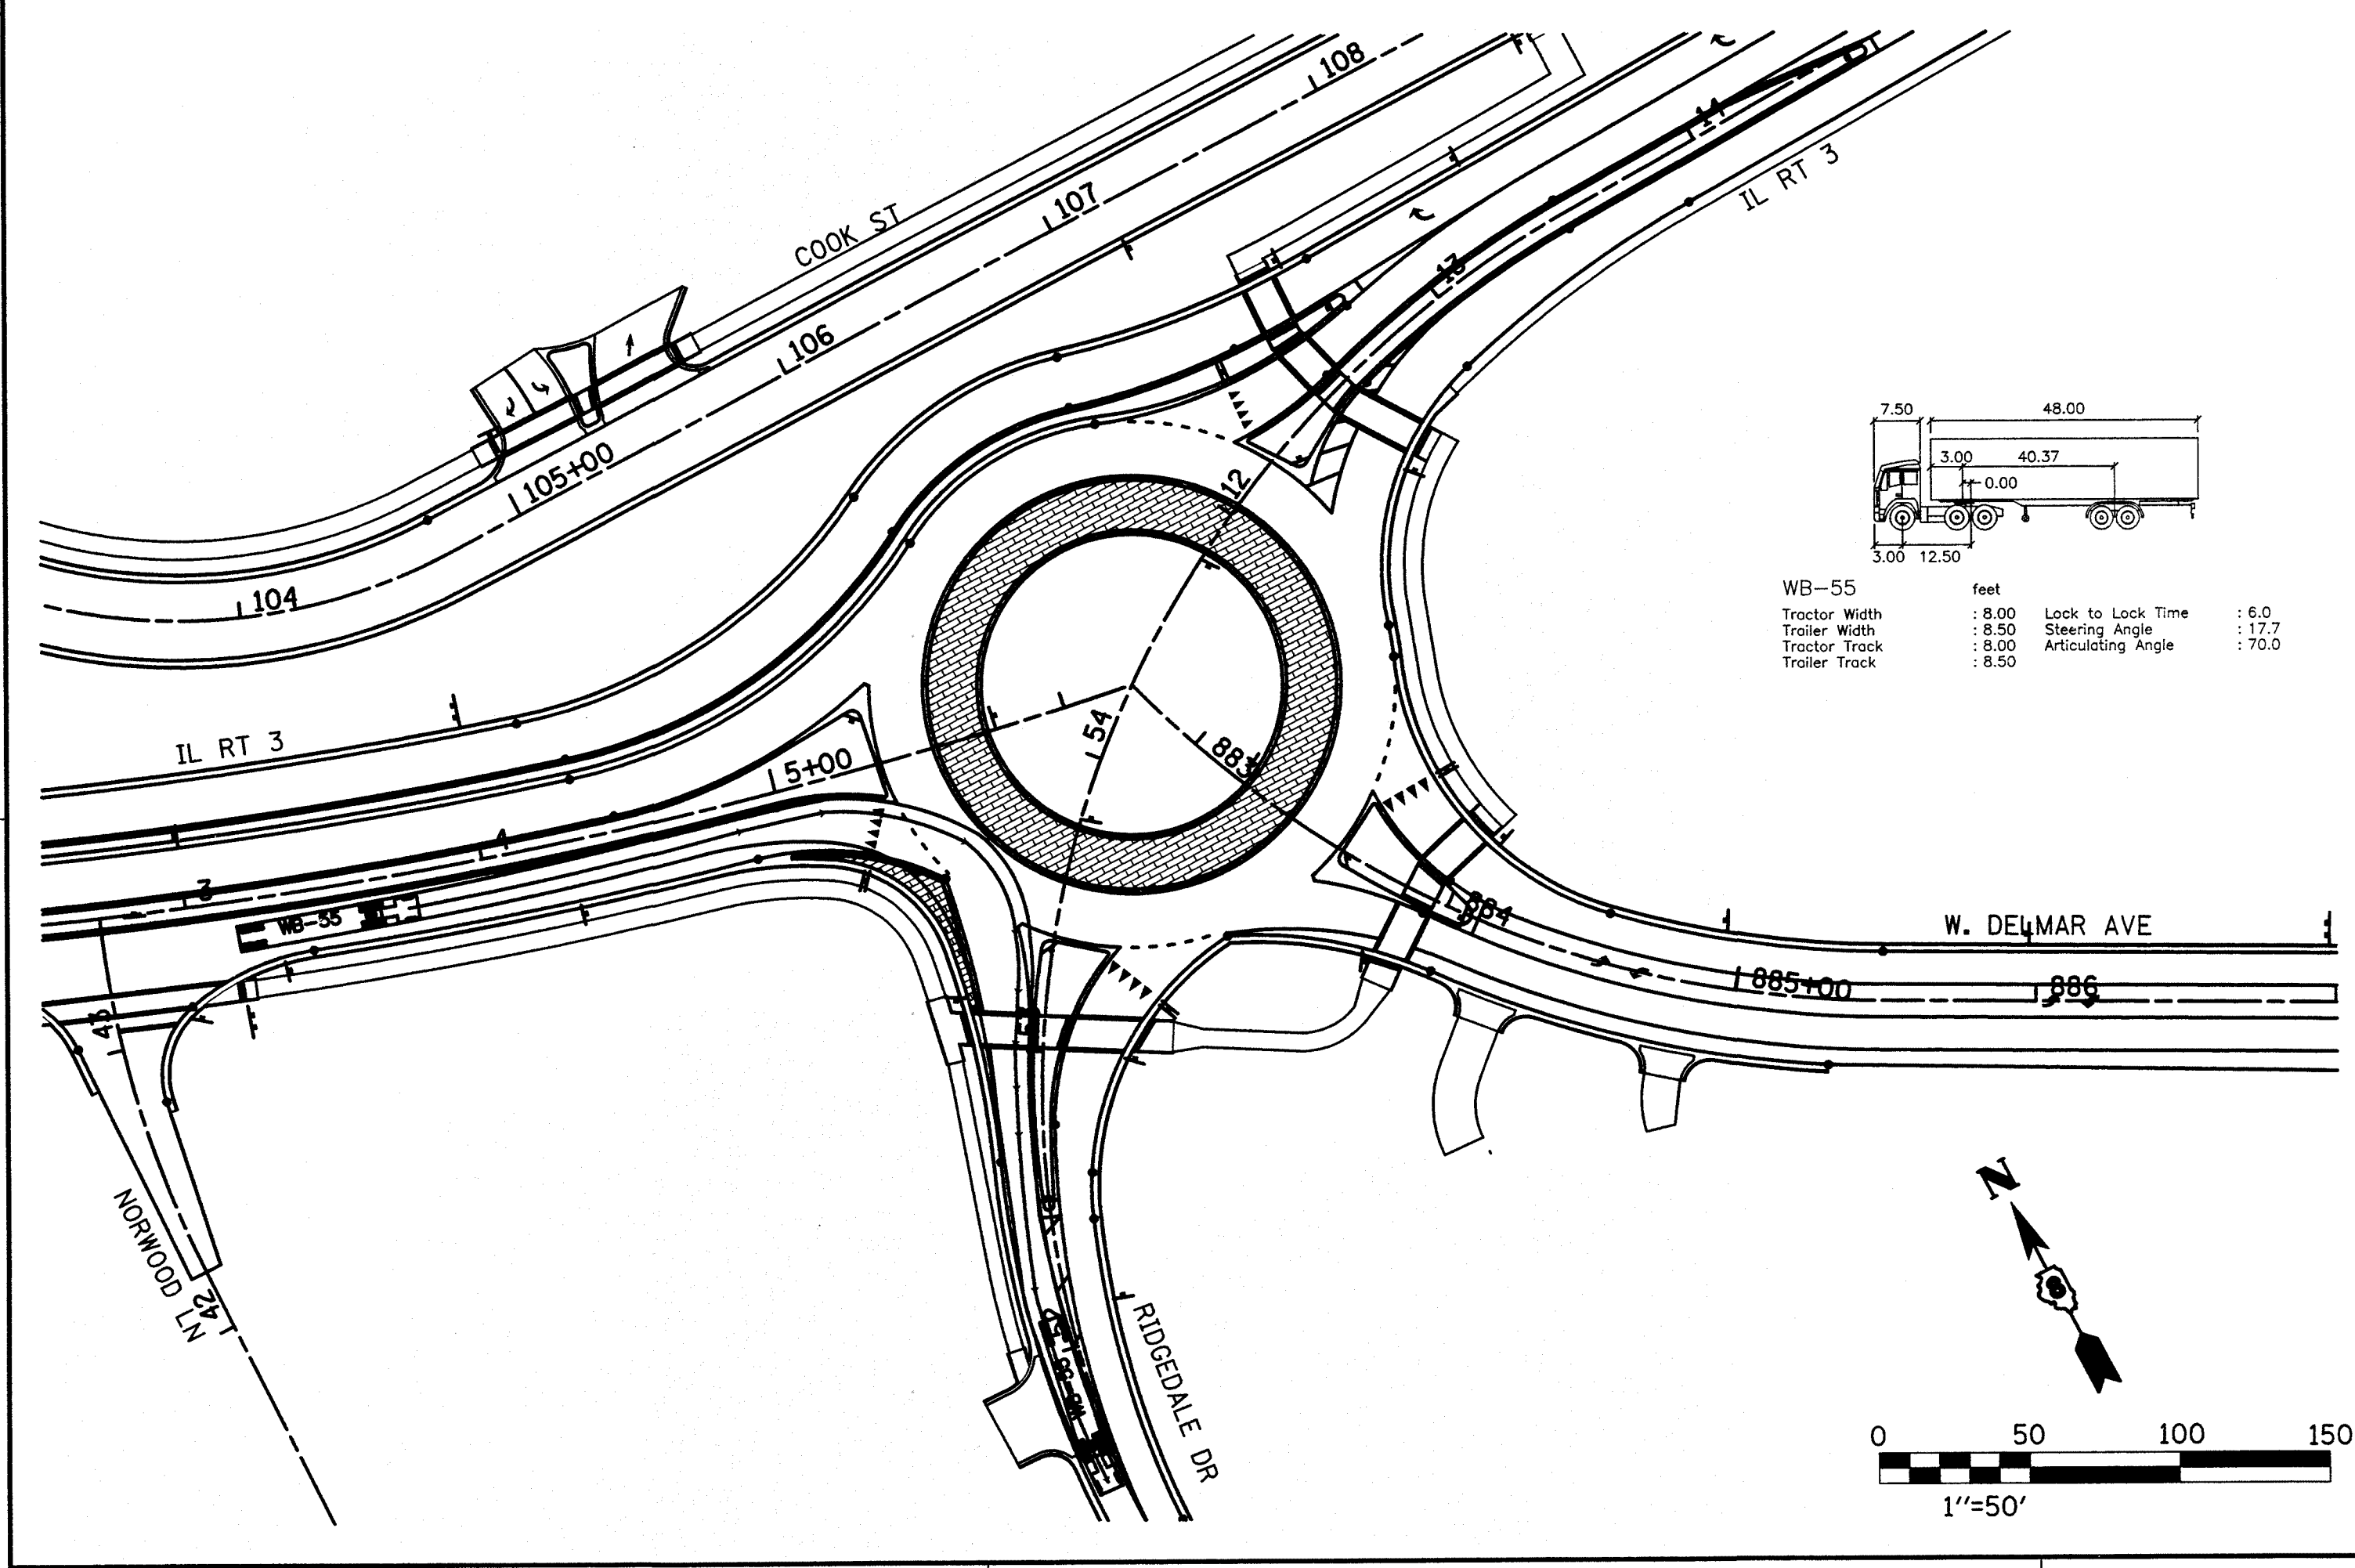 108
14
107
IL RT 3
COOK ST
13
106
7.50 48.00
3.00 40.37
0.00
3.00 12.50
105+00
12
104
WB-55 feet
Tractor Width : 8.00 Lock to Lock Time : 6.0
Trailer Width : 8.50 Steering Angle : 17.7
Tractor Track : 8.00 Articulating Angle : 70.0
Trailer Track : 8.50
IL RT 3
54
883
5+00
4
3
WB-55
884
W. DELMAR AVE
885+00
886
43
NORWOOD LN
42
WB-55
RIDGEDALE DR
N
0 50 100 150
1''=50'